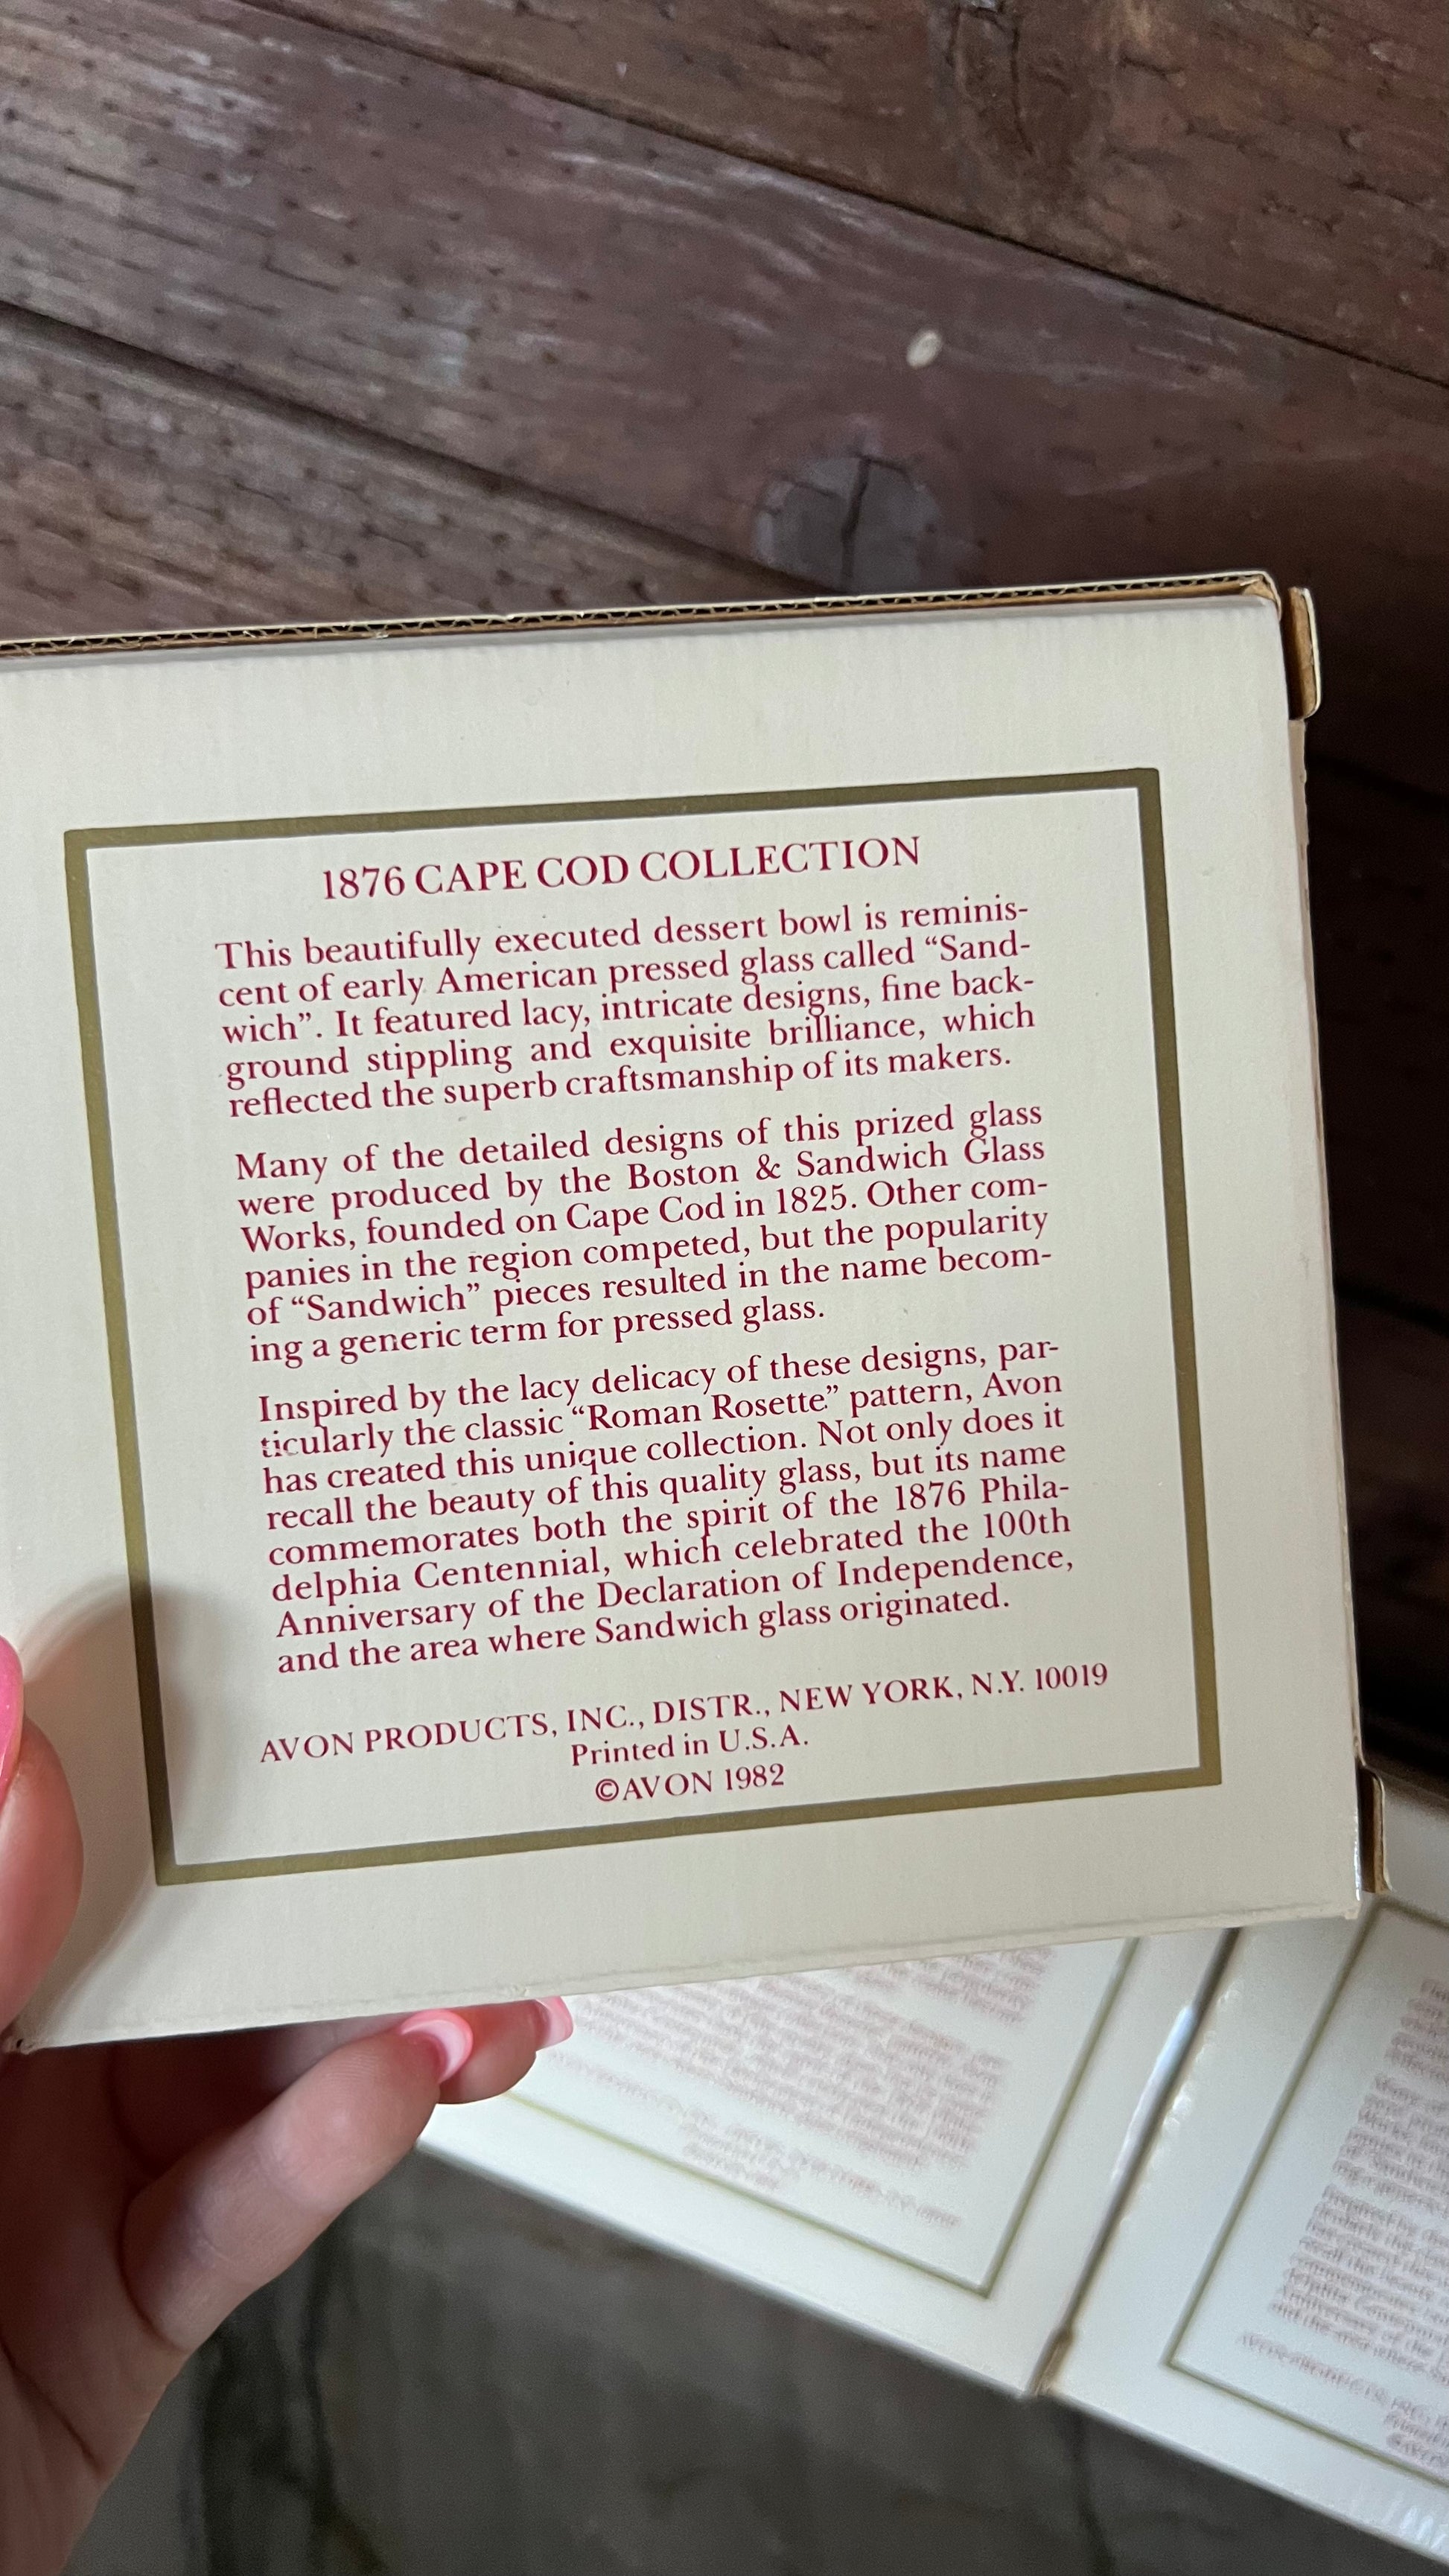 1876 CAPE COD COLLECTION
This beautifully executed dessert bowl is reminis-
cent of early American pressed glass called “Sand-
wich”. It featured lacy, intricate designs, fine back-
ground stippling and exquisite brilliance, which
reflected the superb craftsmanship of its makers.
Many of the detailed designs of this prized glass
were produced by the Boston & Sandwich Glass
Works, founded on Cape Cod in 1825. Other com-
panies in the region competed, but the popularity
of “Sandwich” pieces resulted in the name becom-
ing a generic term for pressed glass.
Inspired by the lacy delicacy of these designs, par-
ticularly the classic “Roman Rosette” pattern, Avon
has created this unique collection. Not only does it
recall the beauty of this quality glass, but its name
commemorates both the spirit of the 1876 Phila-
delphia Centennial, which celebrated the 100th
Anniversary of the Declaration of Independence,
and the area where Sandwich glass originated.
AVON PRODUCTS, INC., DISTR., NEW YORK, N.Y. 10019
Printed in U.S.A.
©AVON 1982